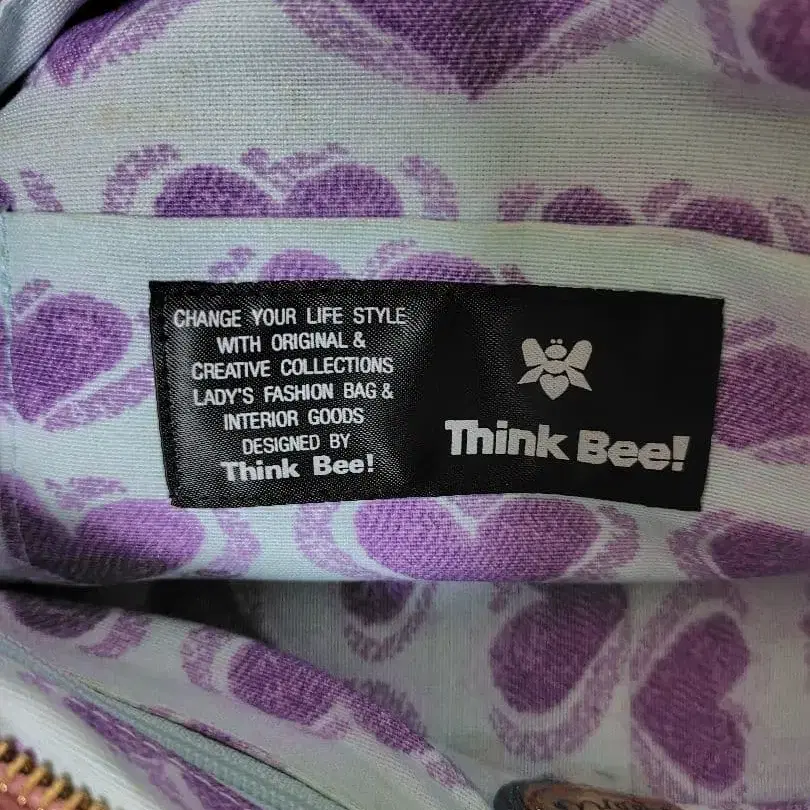 CHANGE YOUR LIFE STYLE
WITH ORIGINAL &
CREATIVE COLLECTIONS
LADY'S FASHION BAG &
INTERIOR GOODS
DESIGNED BY
Think Bee!
Think Bee!